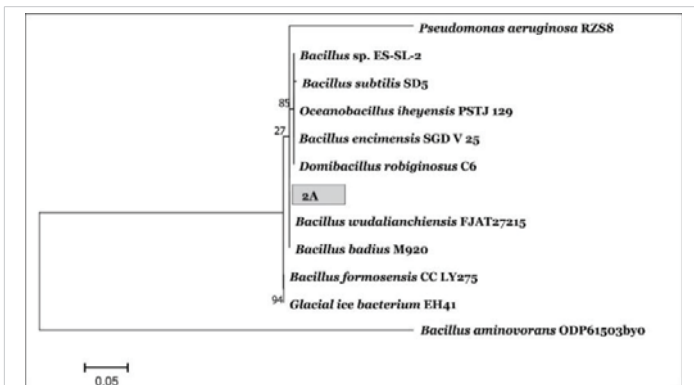 Pseudomonas aeruginosa RZS8
Bacillus sp. ES-SL-2
Bacillus subtilis SD5
85
Oceanobacillus iheyensis PSTJ 129
27
Bacillus encimensis SGD V 25
Domibacillus robiginosus C6
2A
Bacillus wudalianchiensis FJAT27215
Bacillus badius M920
Bacillus formosensis CC LY275
94
Glacial ice bacterium EH41
Bacillus aminovorans ODP61503by0
0.05